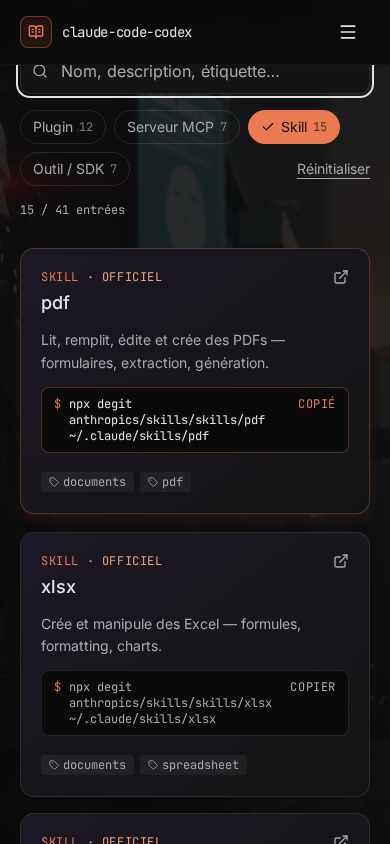 claude-code-codex
Nom, description, étiquette...
Plugin 12
Serveur MCP 7
Skill 15
Outil / SDK 7
Réinitialiser
15 / 41 entrées
SKILL · OFFICIEL
pdf
Lit, remplit, édite et crée des PDFs —
formulaires, extraction, génération.
$ npx degit
COPIÉ
anthropics/skills/skills/pdf
~/.claude/skills/pdf
documents
pdf
SKILL · OFFICIEL
xlsx
Crée et manipule des Excel — formules,
formatting, charts.
$ npx degit
COPIER
anthropics/skills/skills/xlsx
~/.claude/skills/xlsx
documents
spreadsheet
SKILL · OFFICIEL